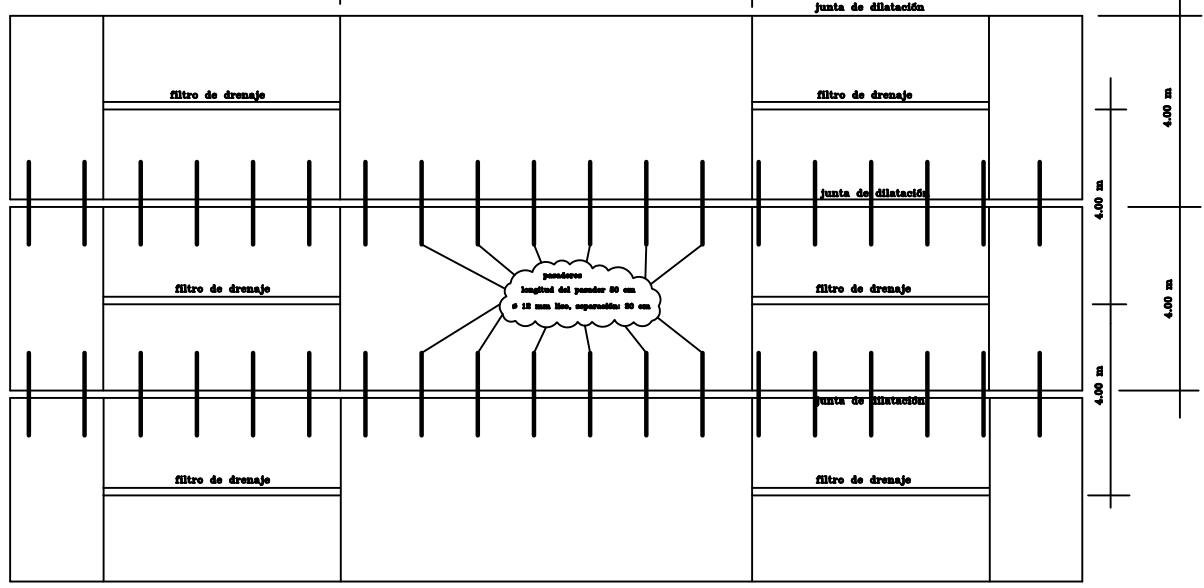 junta de dilatación
filtro de drenaje
filtro de drenaje
4.00 m
junta de dilatación
4.00 m
pasadores
longitud del pasador 80 cm
ø 12 mm liso, separación: 30 cm
filtro de drenaje
filtro de drenaje
4.00 m
4.00 m
junta de dilatación
filtro de drenaje
filtro de drenaje